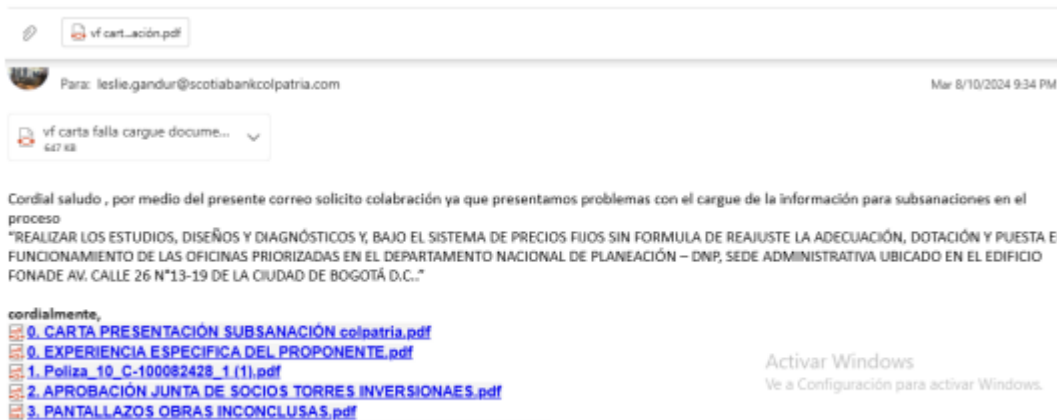 vf cart...ación.pdf
Para: leslie.gandur@scotiabankcolpatria.com
Mar 8/10/2024 9:34 PM
vf carta falla cargue docume...
647 KB
Cordial saludo , por medio del presente correo solicito colabración ya que presentamos problemas con el cargue de la información para subsanaciones en el
proceso
"REALIZAR LOS ESTUDIOS, DISEÑOS Y DIAGNÓSTICOS Y, BAJO EL SISTEMA DE PRECIOS FIJOS SIN FORMULA DE REAJUSTE LA ADECUACIÓN, DOTACIÓN Y PUESTA E
FUNCIONAMIENTO DE LAS OFICINAS PRIORIZADAS EN EL DEPARTAMENTO NACIONAL DE PLANEACIÓN – DNP, SEDE ADMINISTRATIVA UBICADO EN EL EDIFICIO
FONADE AV. CALLE 26 N°13-19 DE LA CIUDAD DE BOGOTÁ D.C.."
cordialmente,
0. CARTA PRESENTACIÓN SUBSANACIÓN colpatria.pdf
0. EXPERIENCIA ESPECIFICA DEL PROPONENTE.pdf
1. Poliza_10_C-100082428_1 (1).pdf
2. APROBACIÓN JUNTA DE SOCIOS TORRES INVERSIONAES.pdf
3. PANTALLAZOS OBRAS INCONCLUSAS.pdf
Activar Windows
Ve a Configuración para activar Windows.